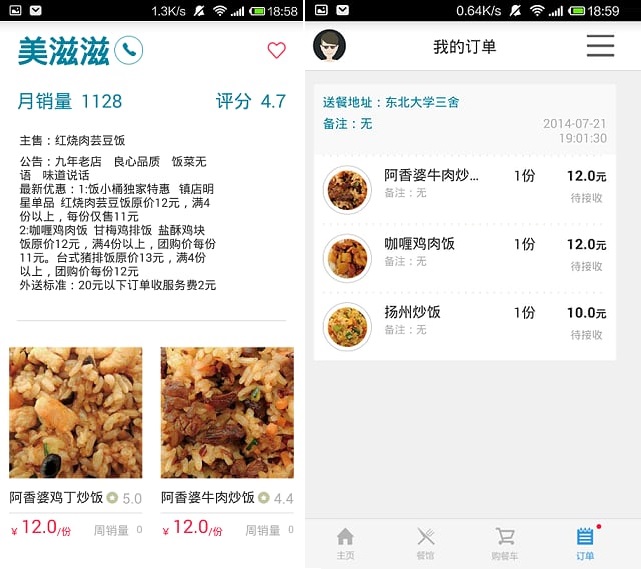 1.3K/s 18:58
美滋滋
月销量 1128 评分 4.7
主售：红烧肉芸豆饭
公告：九年老店 良心品质 饭菜无
语 味道说话
最新优惠：1:饭小桶独家特惠 镇店明
星单品 红烧肉芸豆饭原价12元，满4
份以上，每份仅售11元
2:咖喱鸡肉饭 甘梅鸡排饭 盐酥鸡块
饭原价12元，满4份以上，团购价每份
11元。台式猪排饭原价13元，满4份
以上，团购价每份12元
外送标准：20元以下订单收服务费2元
阿香婆鸡丁炒饭 5.0
¥ 12.0/份 周销量 0
阿香婆牛肉炒饭 4.4
¥ 12.0/份 周销量 0
0.64K/s 18:59
我的订单
送餐地址：东北大学三舍
备注：无 2014-07-21
19:01:30
阿香婆牛肉炒... 1份 12.0元
备注：无 待接收
咖喱鸡肉饭 1份 12.0元
备注：无 待接收
扬州炒饭 1份 10.0元
备注：无 待接收
主页 餐馆 购餐车 订单